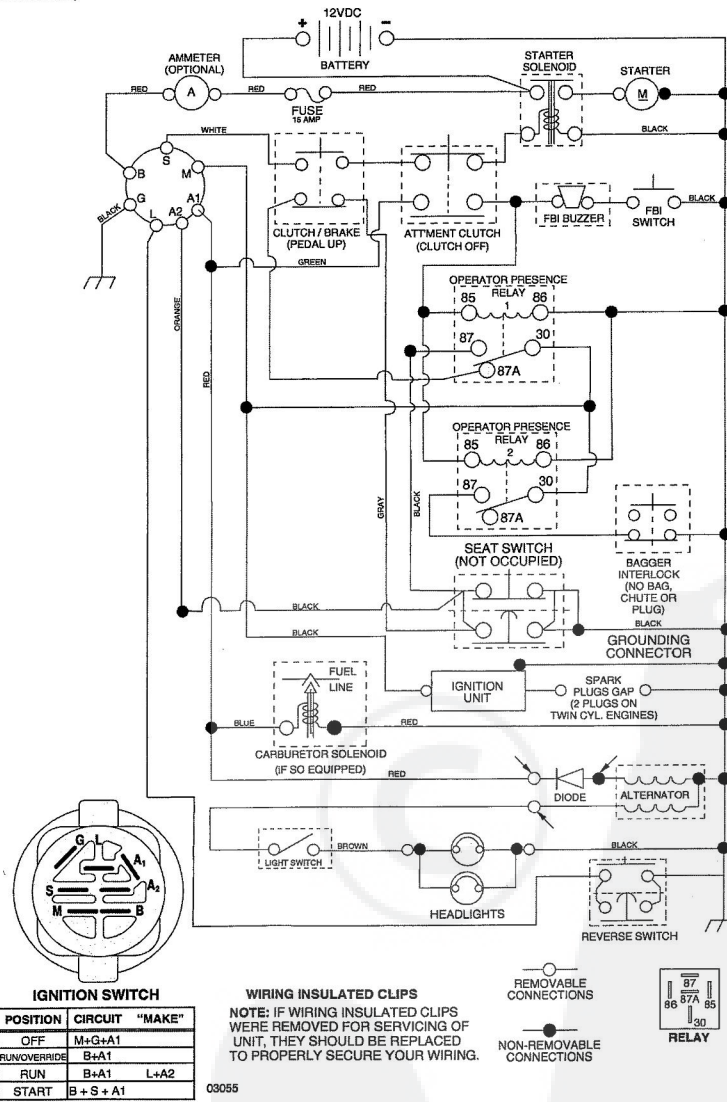 12VDC
+ −
BATTERY
AMMETER
(OPTIONAL)
STARTER
SOLENOID
STARTER
RED
A
RED
RED
M
FUSE
15 AMP
WHITE
BLACK
S
M
B
G
A1
A2
L
BLACK
BLACK
CLUTCH / BRAKE
(PEDAL UP)
ATT'MENT CLUTCH
(CLUTCH OFF)
FBI BUZZER
FBI
SWITCH
GREEN
OPERATOR PRESENCE
RELAY
1
85
86
87
30
87A
ORANGE
RED
OPERATOR PRESENCE
RELAY
2
85
86
87
30
87A
GRAY
BLACK
SEAT SWITCH
(NOT OCCUPIED)
BAGGER
INTERLOCK
(NO BAG,
CHUTE OR
PLUG)
BLACK
BLACK
BLACK
GROUNDING
CONNECTOR
IGNITION
UNIT
SPARK
PLUGS GAP
(2 PLUGS ON
TWIN CYL. ENGINES)
FUEL
LINE
BLUE
RED
CARBURETOR SOLENOID
(IF SO EQUIPPED)
RED
DIODE
ALTERNATOR
BROWN
BLACK
LIGHT SWITCH
HEADLIGHTS
REVERSE SWITCH
G
L
A1
S
A2
M
B
IGNITION SWITCH
POSITION CIRCUIT "MAKE"
OFF M+G+A1
RUN/OVERRIDE B+A1
RUN B+A1 L+A2
START B + S + A1
WIRING INSULATED CLIPS
NOTE: IF WIRING INSULATED CLIPS
WERE REMOVED FOR SERVICING OF
UNIT, THEY SHOULD BE REPLACED
TO PROPERLY SECURE YOUR WIRING.
03055
REMOVABLE
CONNECTIONS
NON-REMOVABLE
CONNECTIONS
87
86
87A
85
30
RELAY
©